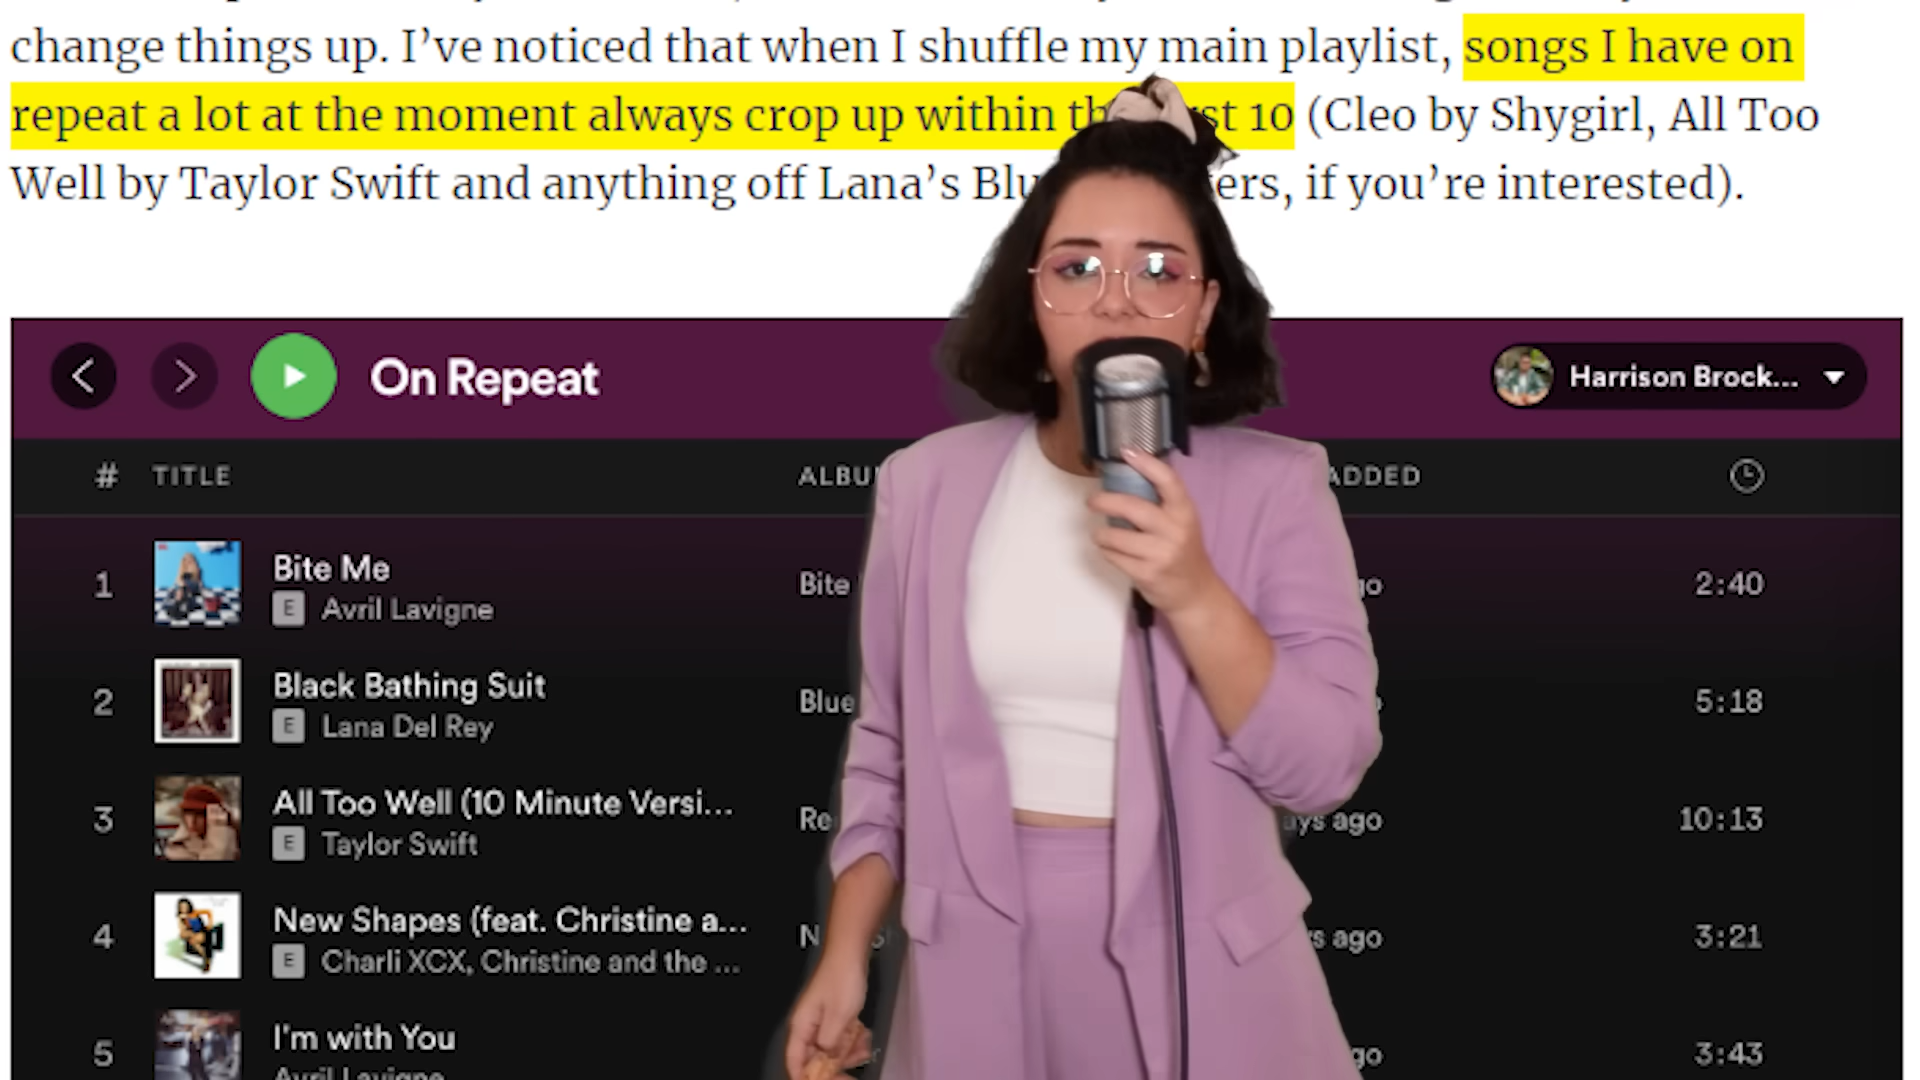 change things up. I’ve noticed that when I shuffle my main playlist, songs I have on
repeat a lot at the moment always crop up within 10 (Cleo by Shygirl, All Too
Well by Taylor Swift and anything off Lana’s if you’re interested).
On Repeat
Harrison Brock...
# TITLE ADDED
1 Bite Me Bite 2:40
E Avril Lavigne
2 Black Bathing Suit Blue 5:18
E Lana Del Rey
3 All Too Well (10 Minute Versi... ago 10:13
E Taylor Swift
4 New Shapes (feat. Christine a... ago 3:21
E Charli XCX, Christine and the ...
5 I'm with You 3:43
Avril Lavigne